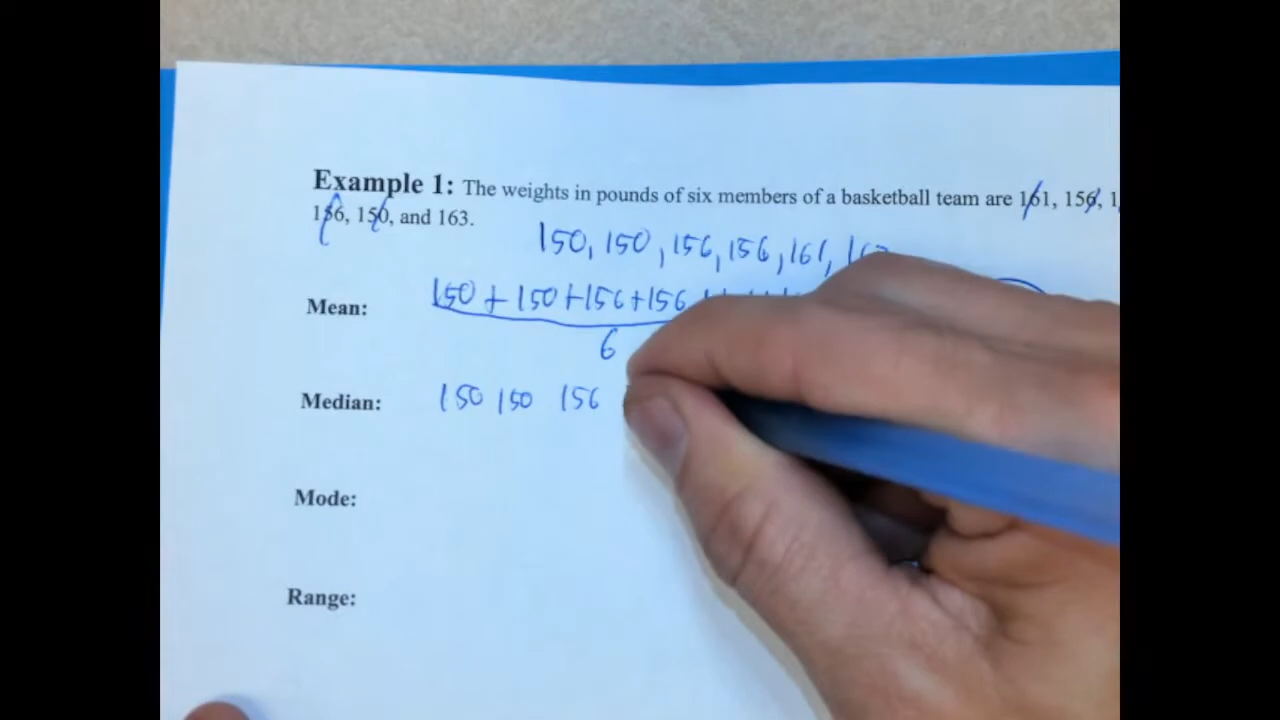 Example 1: The weights in pounds of six members of a basketball team are 161, 156,
156, 150, and 163.
150, 150, 156, 156, 161,
Mean: 150 + 150 + 156 + 156
6
Median: 150 150 156
Mode:
Range: